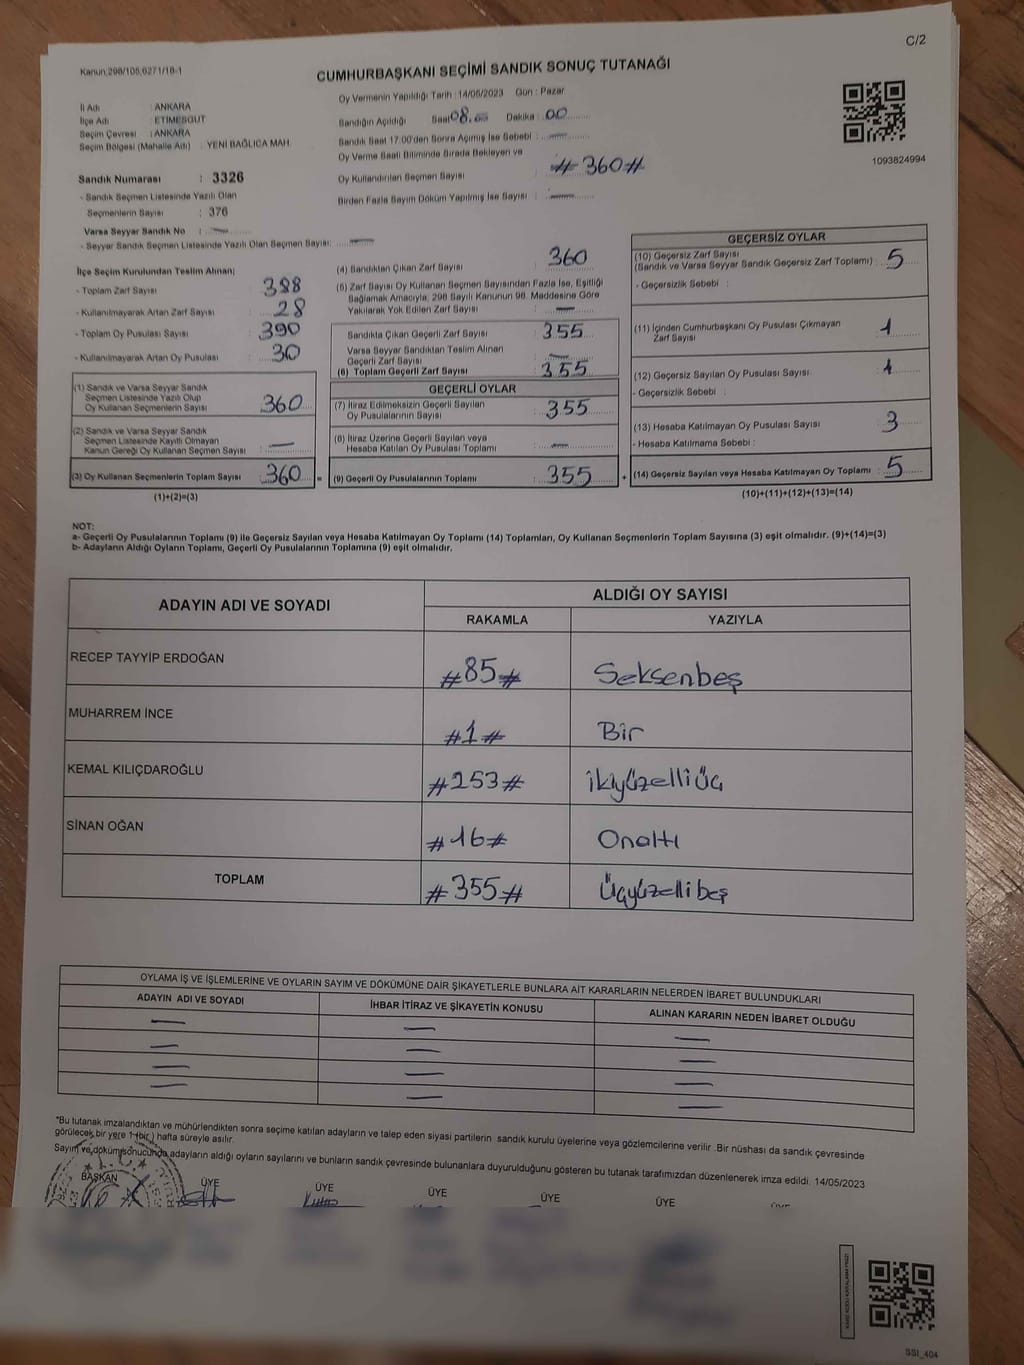 C/2
Kanun,298/105,6271/18-1
CUMHURBAŞKANI SEÇİMİ SANDIK SONUÇ TUTANAĞI
İl Adı : ANKARA
İlçe Adı : ETİMESGUT
Seçim Çevresi : ANKARA
Seçim Bölgesi (Mahalle Adı) : YENİ BAĞLICA MAH.
Oy Vermenin Yapıldığı Tarih :14/05/2023 Gün : Pazar
Sandığın Açıldığı Saat 08.00 Dakika : 00
Sandık Saat 17:00'den Sonra Açılmış İse Sebebi : —
Oy Verme Saati Bitiminde Sırada Bekleyen ve
Oy Kullandırılan Seçmen Sayısı : #360#
Birden Fazla Sayım Döküm Yapılmış İse Sayısı : —
1093824994
Sandık Numarası : 3326
- Sandık Seçmen Listesinde Yazılı Olan
Seçmenlerin Sayısı : 376
Varsa Seyyar Sandık No : —
- Seyyar Sandık Seçmen Listesinde Yazılı Olan Seçmen Sayısı: —
İlçe Seçim Kurulundan Teslim Alınan;
- Toplam Zarf Sayısı : 388
- Kullanılmayarak Artan Zarf Sayısı : 28
- Toplam Oy Pusulası Sayısı : 390
- Kullanılmayarak Artan Oy Pusulası : 30
(1) Sandık ve Varsa Seyyar Sandık
Seçmen Listesinde Yazılı Olup
Oy Kullanan Seçmenlerin Sayısı : 360
(2) Sandık ve Varsa Seyyar Sandık
Seçmen Listesinde Kayıtlı Olmayan
Kanun Gereği Oy Kullanan Seçmen Sayısı : —
(3) Oy Kullanan Seçmenlerin Toplam Sayısı : 360 =
(1)+(2)=(3)
(4) Sandıktan Çıkan Zarf Sayısı : 360
(5) Zarf Sayısı Oy Kullanan Seçmen Sayısından Fazla İse, Eşitliği
Sağlamak Amacıyla, 298 Sayılı Kanunun 98. Maddesine Göre
Yakılarak Yok Edilen Zarf Sayısı : —
Sandıkta Çıkan Geçerli Zarf Sayısı : 355
Varsa Seyyar Sandıktan Teslim Alınan
Geçerli Zarf Sayısı : —
(6) Toplam Geçerli Zarf Sayısı : 355
GEÇERLİ OYLAR
(7) İtiraz Edilmeksizin Geçerli Sayılan
Oy Pusulalarının Sayısı : 355
(8) İtiraz Üzerine Geçerli Sayılan veya
Hesaba Katılan Oy Pusulası Toplamı : —
(9) Geçerli Oy Pusulalarının Toplamı : 355 +
GEÇERSİZ OYLAR
(10) Geçersiz Zarf Sayısı
(Sandık ve Varsa Seyyar Sandık Geçersiz Zarf Toplamı) : 5
- Geçersizlik Sebebi :
(11) İçinden Cumhurbaşkanı Oy Pusulası Çıkmayan
Zarf Sayısı : 1
(12) Geçersiz Sayılan Oy Pusulası Sayısı : 1
- Geçersizlik Sebebi :
(13) Hesaba Katılmayan Oy Pusulası Sayısı : 3
- Hesaba Katılmama Sebebi :
(14) Geçersiz Sayılan veya Hesaba Katılmayan Oy Toplamı : 5
(10)+(11)+(12)+(13)=(14)
NOT:
a- Geçerli Oy Pusulalarının Toplamı (9) ile Geçersiz Sayılan veya Hesaba Katılmayan Oy Toplamı (14) Toplamları, Oy Kullanan Seçmenlerin Toplam Sayısına (3) eşit olmalıdır. (9)+(14)=(3)
b- Adayların Aldığı Oyların Toplamı, Geçerli Oy Pusulalarının Toplamına (9) eşit olmalıdır.
ADAYIN ADI VE SOYADI
ALDIĞI OY SAYISI
RAKAMLA YAZIYLA
RECEP TAYYİP ERDOĞAN #85# Seksenbeş
MUHARREM İNCE #1# Bir
KEMAL KILIÇDAROĞLU #253# ikiyüzelliüç
SİNAN OĞAN #16# Onaltı
TOPLAM #355# Üçyüzellibeş
OYLAMA İŞ VE İŞLEMLERİNE VE OYLARIN SAYIM VE DÖKÜMÜNE DAİR ŞİKAYETLERLE BUNLARA AİT KARARLARIN NELERDEN İBARET BULUNDUKLARI
ADAYIN ADI VE SOYADI İHBAR İTİRAZ VE ŞİKAYETİN KONUSU ALINAN KARARIN NEDEN İBARET OLDUĞU
— — —
— — —
— — —
— — —
*Bu tutanak imzalandıktan ve mühürlendikten sonra seçime katılan adayların ve talep eden siyasi partilerin sandık kurulu üyelerine veya gözlemcilerine verilir .Bir nüshası da sandık çevresinde
görülecek bir yere 1 (bir ) hafta süreyle asılır.
Sayım ve dökümsonucunda adayların aldığı oyların sayılarını ve bunların sandık çevresinde bulunanlara duyurulduğunu gösteren bu tutanak tarafımızdan düzenlenerek imza edildi. 14/05/2023
BAŞKAN ÜYE ÜYE ÜYE ÜYE ÜYE ÜYE
SSI_404